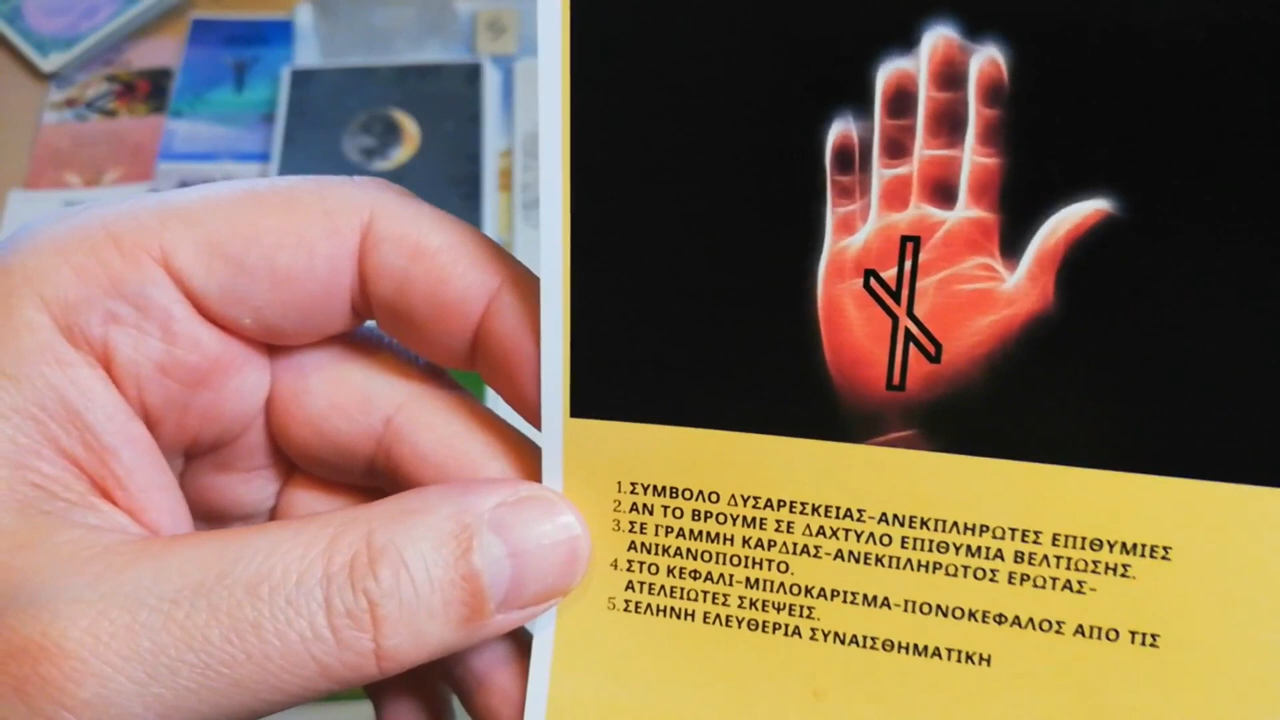 1. ΣΥΜΒΟΛΟ ΔΥΣΑΡΕΣΚΕΙΑΣ-ΑΝΕΚΠΛΗΡΩΤΕΣ ΕΠΙΘΥΜΙΕΣ
2. ΑΝ ΤΟ ΒΡΟΥΜΕ ΣΕ ΔΑΧΤΥΛΟ ΕΠΙΘΥΜΙΑ ΒΕΛΤΙΩΣΗΣ.
3. ΣΕ ΓΡΑΜΜΗ ΚΑΡΔΙΑΣ-ΑΝΕΚΠΛΗΡΩΤΟΣ ΕΡΩΤΑΣ-
ΑΝΙΚΑΝΟΠΟΙΗΤΟ.
4. ΣΤΟ ΚΕΦΑΛΙ-ΜΠΛΟΚΑΡΙΣΜΑ-ΠΟΝΟΚΕΦΑΛΟΣ ΑΠΟ ΤΙΣ
ΑΤΕΛΕΙΩΤΕΣ ΣΚΕΨΕΙΣ.
5. ΣΕΛΗΝΗ ΕΛΕΥΘΕΡΙΑ ΣΥΝΑΙΣΘΗΜΑΤΙΚΗ